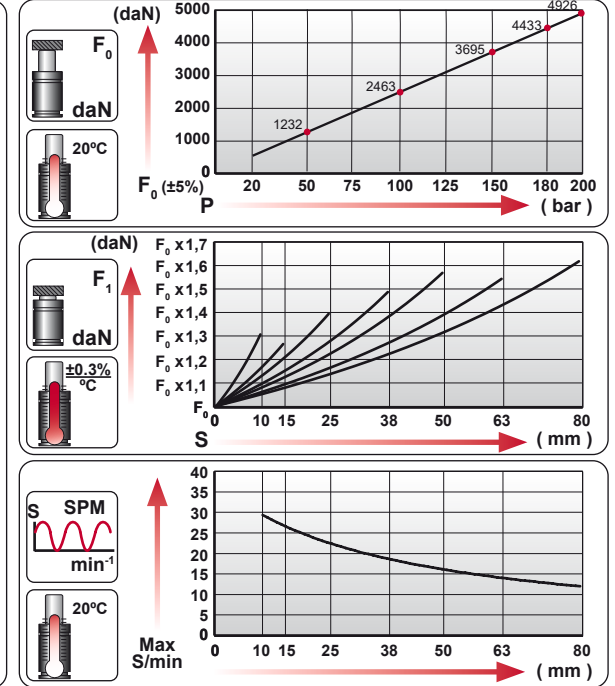 (daN)
F₀
daN
20ºC
5000
4000
3000
2000
1000
0
1232
2463
3695
4433
4926
F₀ (±5%)
20 50 75 100 125 150 180 200
P ( bar )
(daN)
F₁
daN
±0.3%
ºC
F₀ x1,7
F₀ x1,6
F₀ x1,5
F₀ x1,4
F₀ x1,3
F₀ x1,2
F₀ x1,1
F₀
0 10 15 25 38 50 63 80
S ( mm )
S SPM
min⁻¹
20ºC
40
35
30
25
20
15
10
5
0
0 10 15 25 38 50 63 80
Max
S/min
( mm )